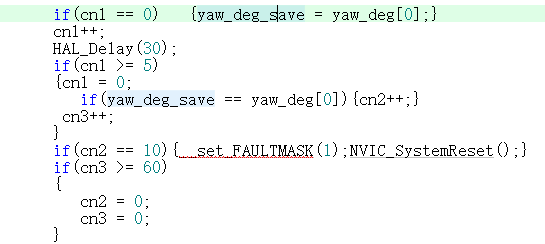 if(cn1 == 0)   {yaw_deg_save = yaw_deg[0];}
cn1++;
HAL_Delay(30);
if(cn1 >= 5)
{cn1 = 0;
   if(yaw_deg_save == yaw_deg[0]){cn2++;}
 cn3++;
}
if(cn2 == 10){__set_FAULTMASK(1);NVIC_SystemReset();}
if(cn3 >= 60)
{
   cn2 = 0;
   cn3 = 0;
}